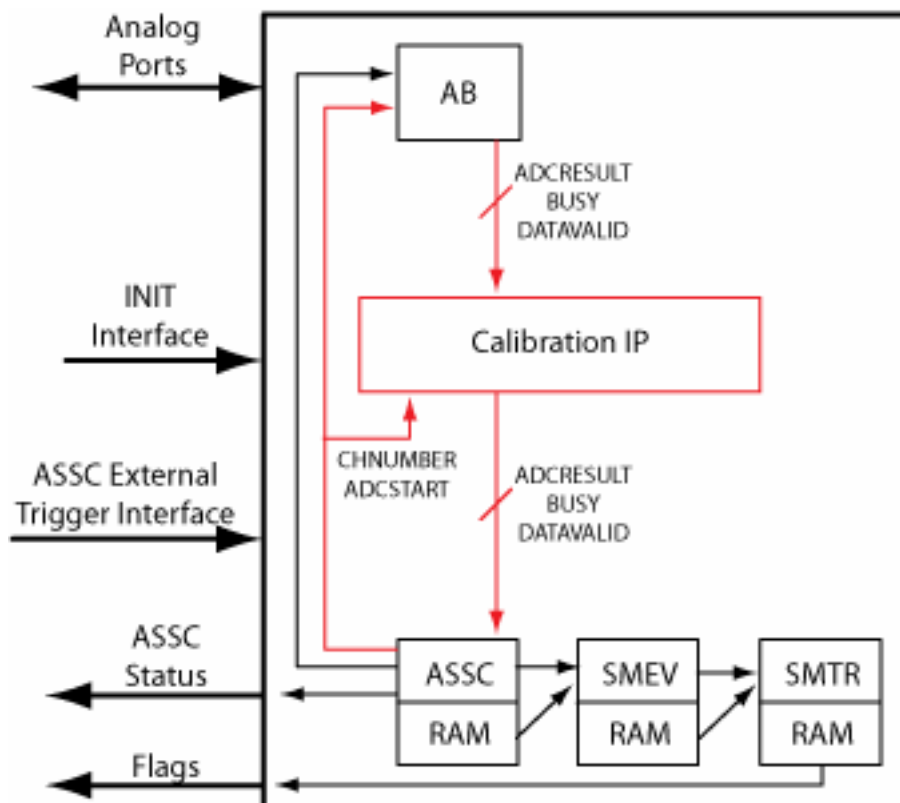 Analog
Ports
AB
ADCRESULT
BUSY
DATAVALID
INIT
Interface
Calibration IP
CHNUMBER
ADCSTART
ADCRESULT
BUSY
DATAVALID
ASSC External
Trigger Interface
ASSC
Status
ASSC
RAM
SMEV
RAM
SMTR
RAM
Flags